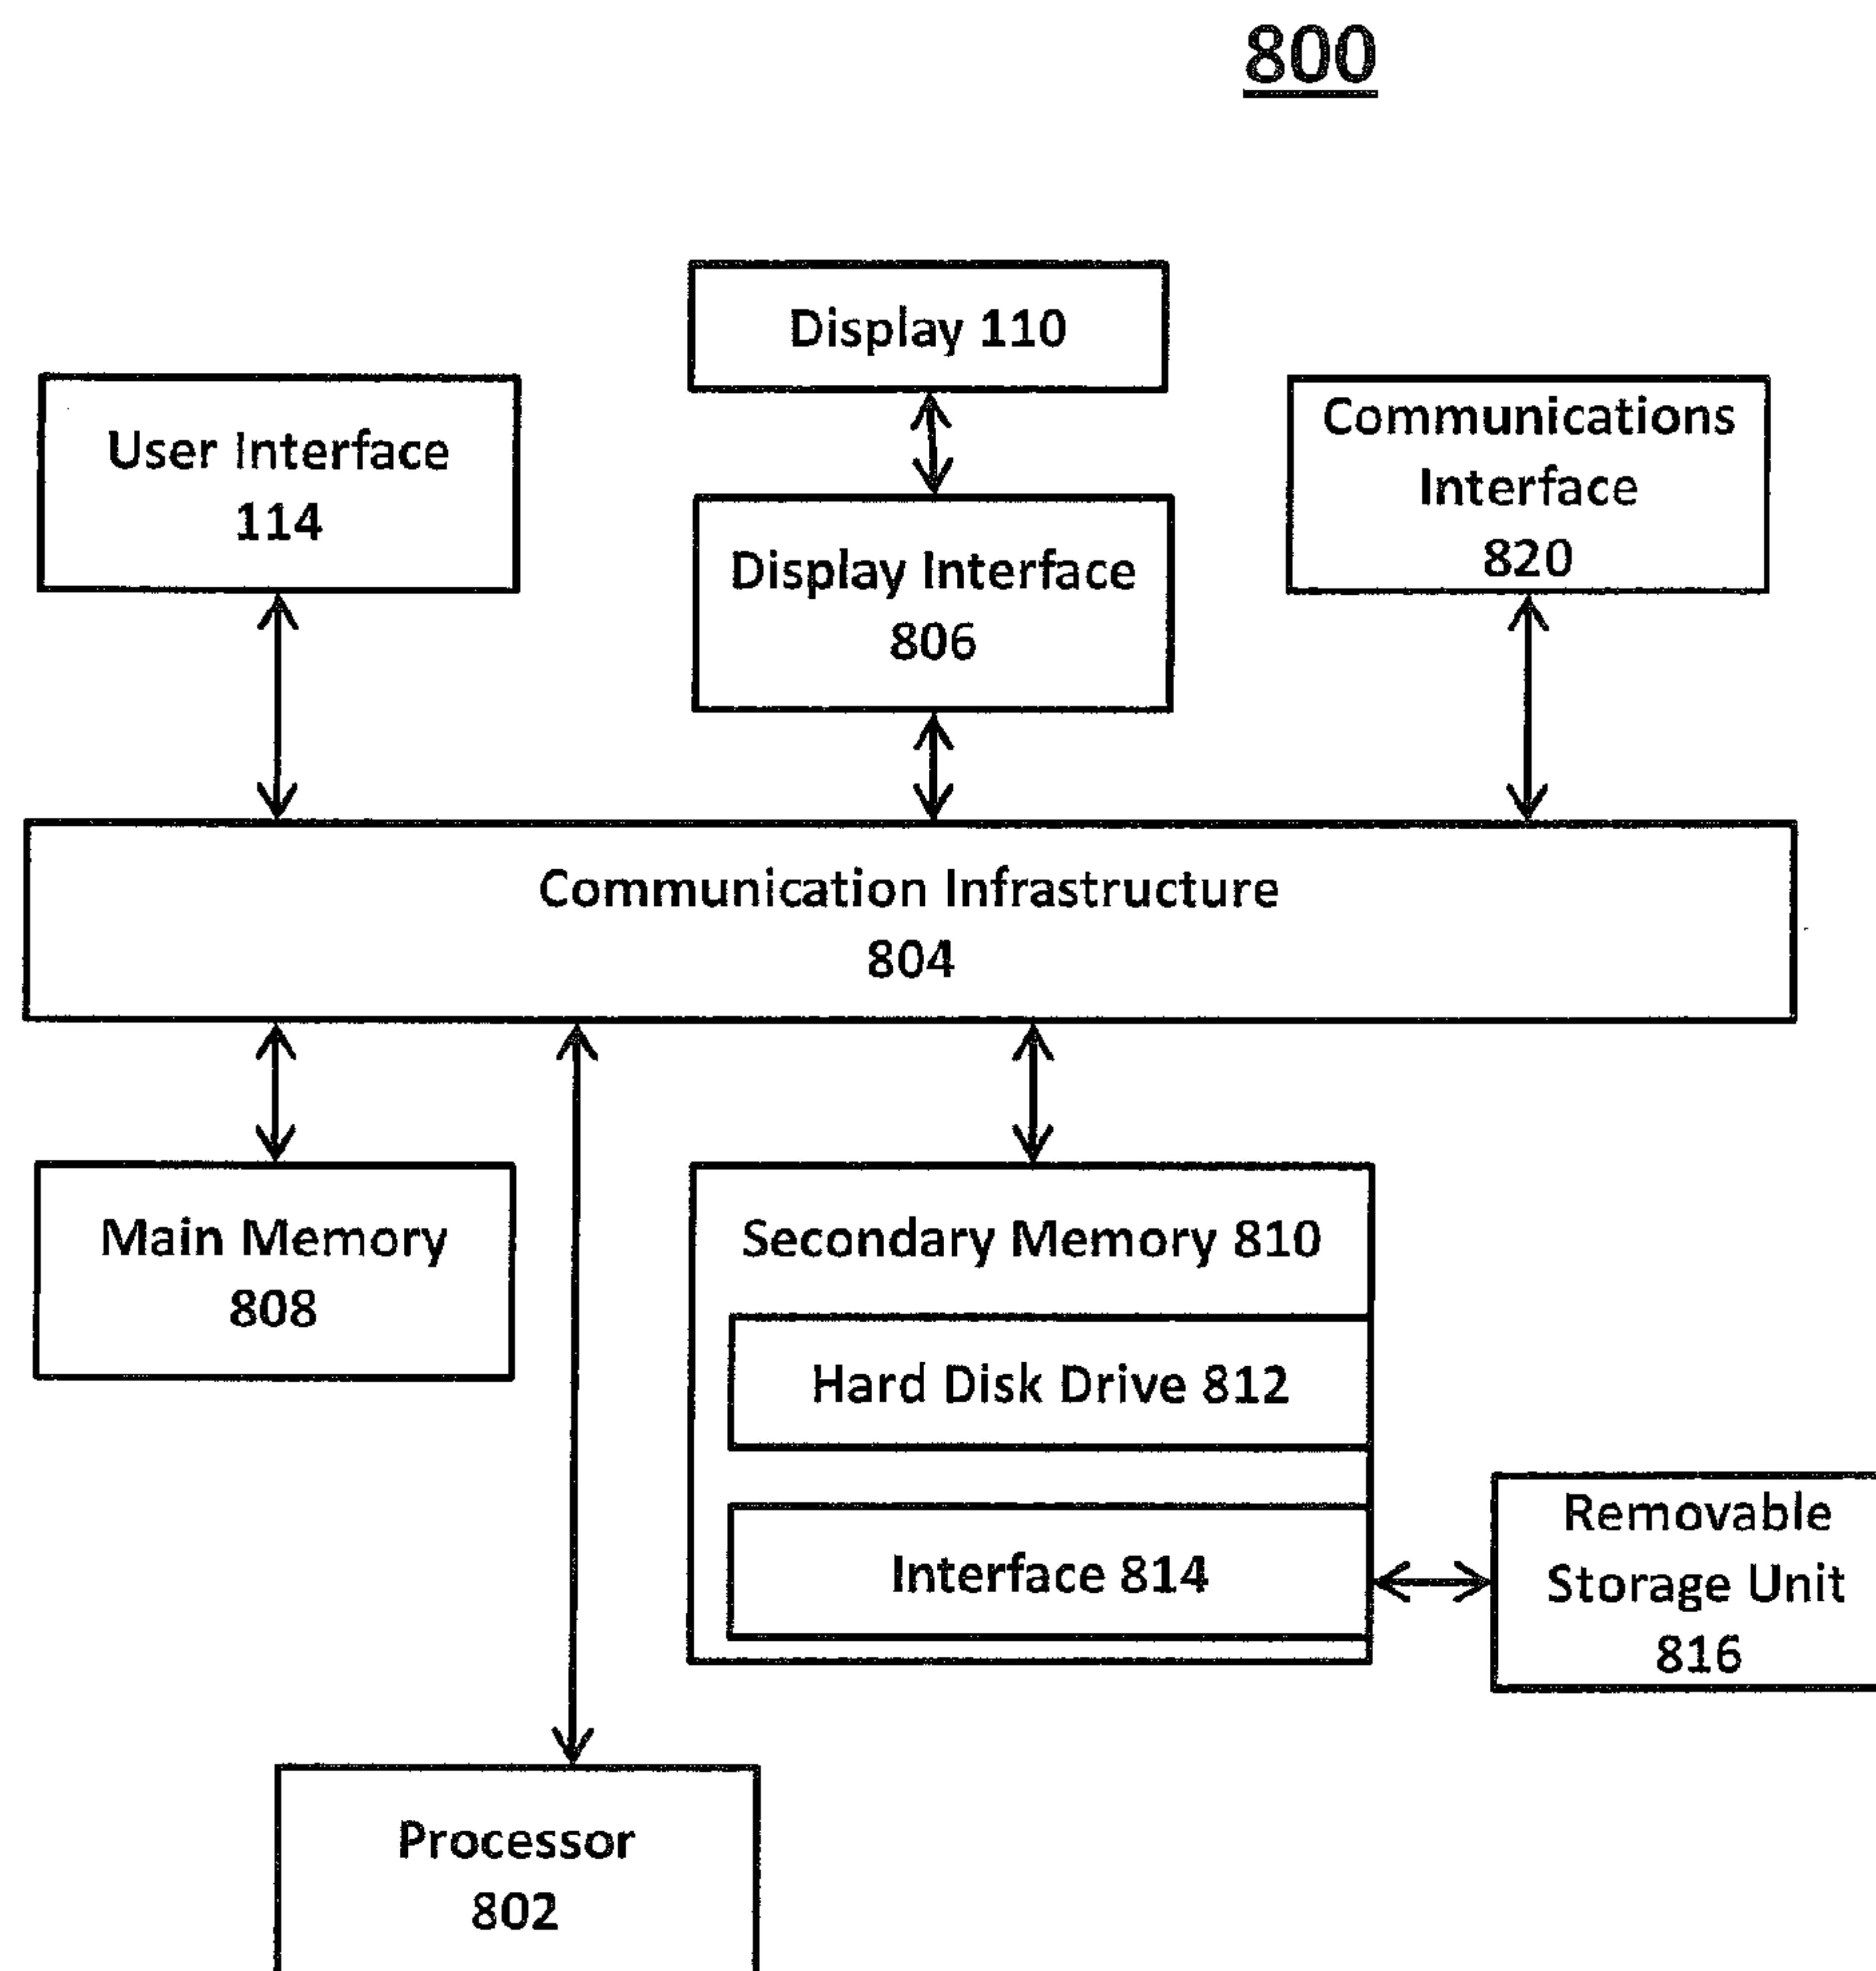 800
Display 110
User Interface
114
Communications
Interface
820
Display Interface
806
Communication Infrastructure
804
Main Memory
808
Secondary Memory 810
Hard Disk Drive 812
Interface 814
Removable
Storage Unit
816
Processor
802